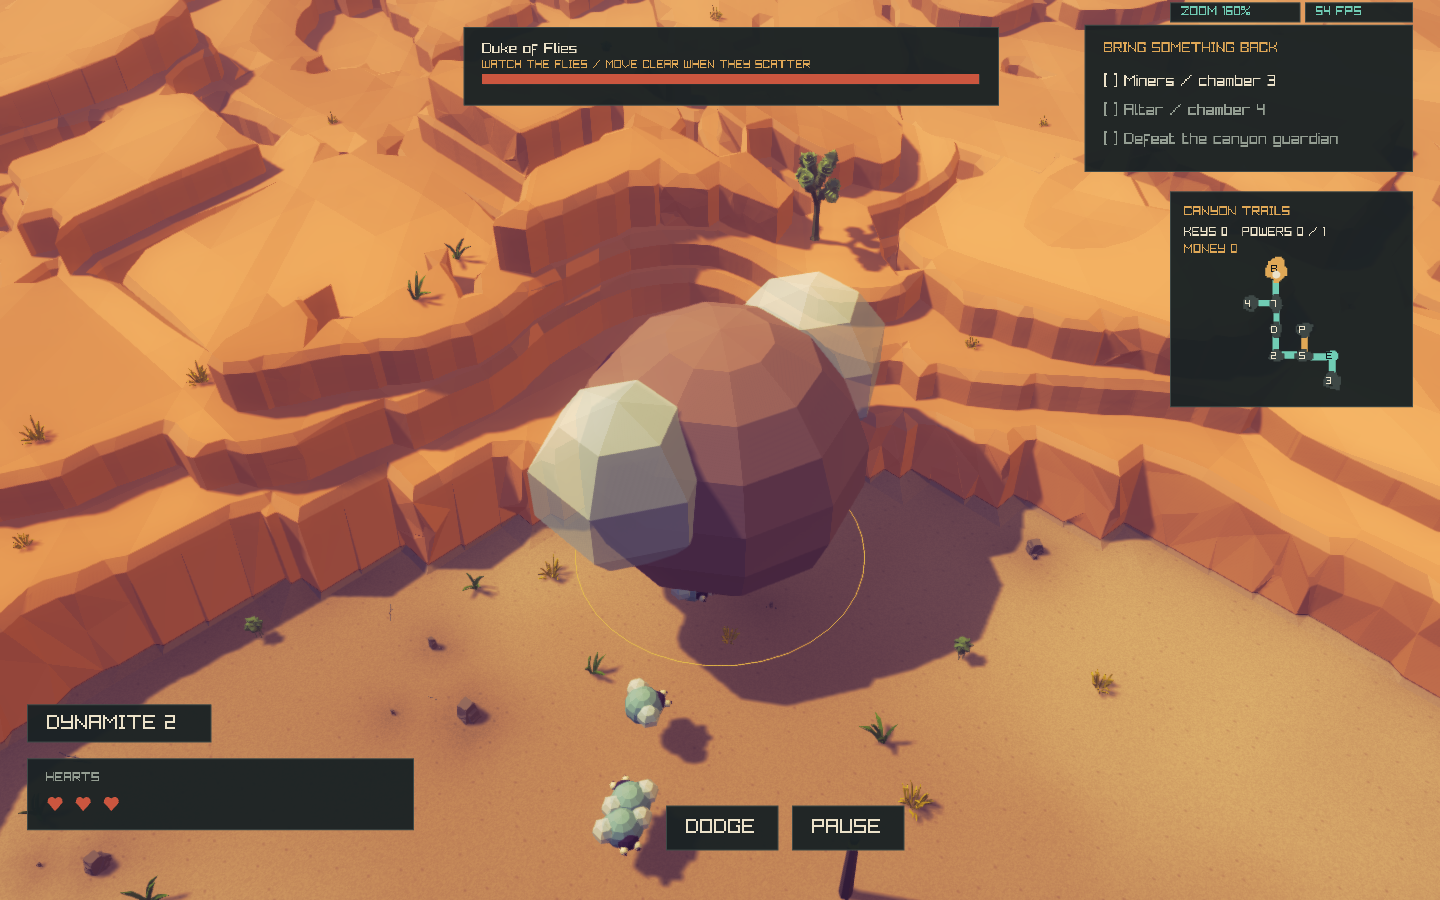 ZOOM 160%
54 FPS
Duke of Flies
WATCH THE FLIES / MOVE CLEAR WHEN THEY SCATTER
BRING SOMETHING BACK
[ ] Miners / chamber 3
[ ] Altar / chamber 4
[ ] Defeat the canyon guardian
CANYON TRAILS
KEYS 0 POWERS 0 / 1
MONEY 0
B
4
7
D
P
2
S
E
3
DYNAMITE 2
HEARTS
DODGE
PAUSE